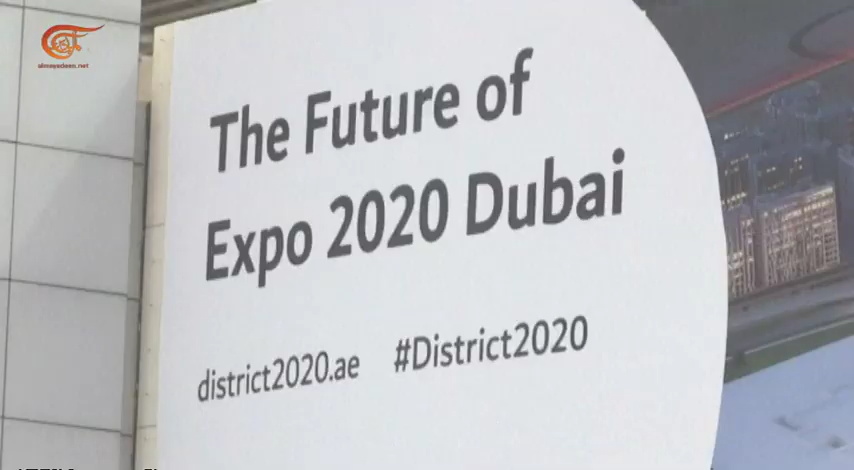 almayadeen.net
The Future of
Expo 2020 Dubai
district2020.ae #District2020